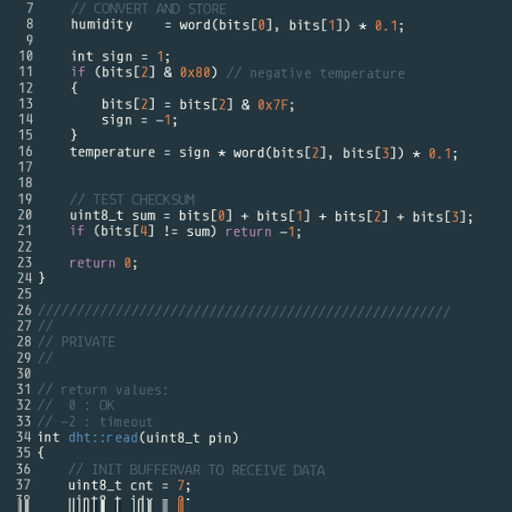 7 // CONVERT AND STORE
8 humidity = word(bits[0], bits[1]) * 0.1;
9
10 int sign = 1;
11 if (bits[2] & 0x80) // negative temperature
12 {
13 bits[2] = bits[2] & 0x7F;
14 sign = -1;
15 }
16 temperature = sign * word(bits[2], bits[3]) * 0.1;
17
18
19 // TEST CHECKSUM
20 uint8_t sum = bits[0] + bits[1] + bits[2] + bits[3];
21 if (bits[4] != sum) return -1;
22
23 return 0;
24 }
25
26 /////////////////////////////////////////////////////
27 //
28 // PRIVATE
29 //
30
31 // return values:
32 //  0 : OK
33 // -2 : timeout
34 int dht::read(uint8_t pin)
35 {
36 // INIT BUFFERVAR TO RECEIVE DATA
37 uint8_t cnt = 7;
38 uint8_t idx = 0;